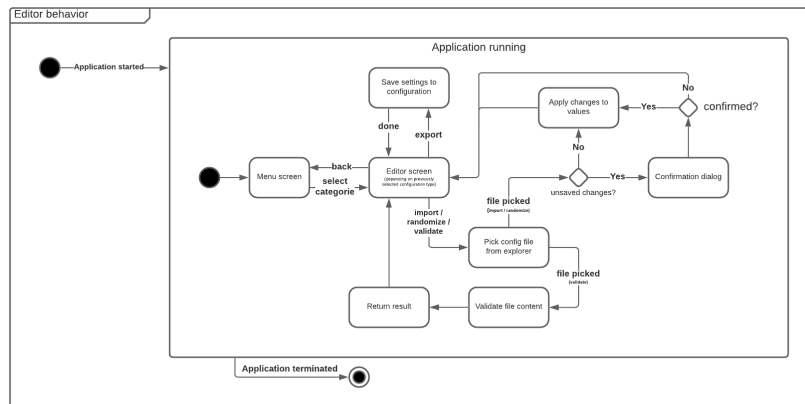 Editor behavior
Application running
Application started
Save settings to
configuration
Apply changes to
values
No
Yes
confirmed?
done
export
No
back
Menu screen
select
categorie
Editor screen
(depending on previously
selected configuration type)
file picked
(import / randomize)
unsaved changes?
Yes
Confirmation dialog
import /
randomize /
validate
Pick config file
from explorer
file picked
(validate)
Return result
Validate file content
Application terminated